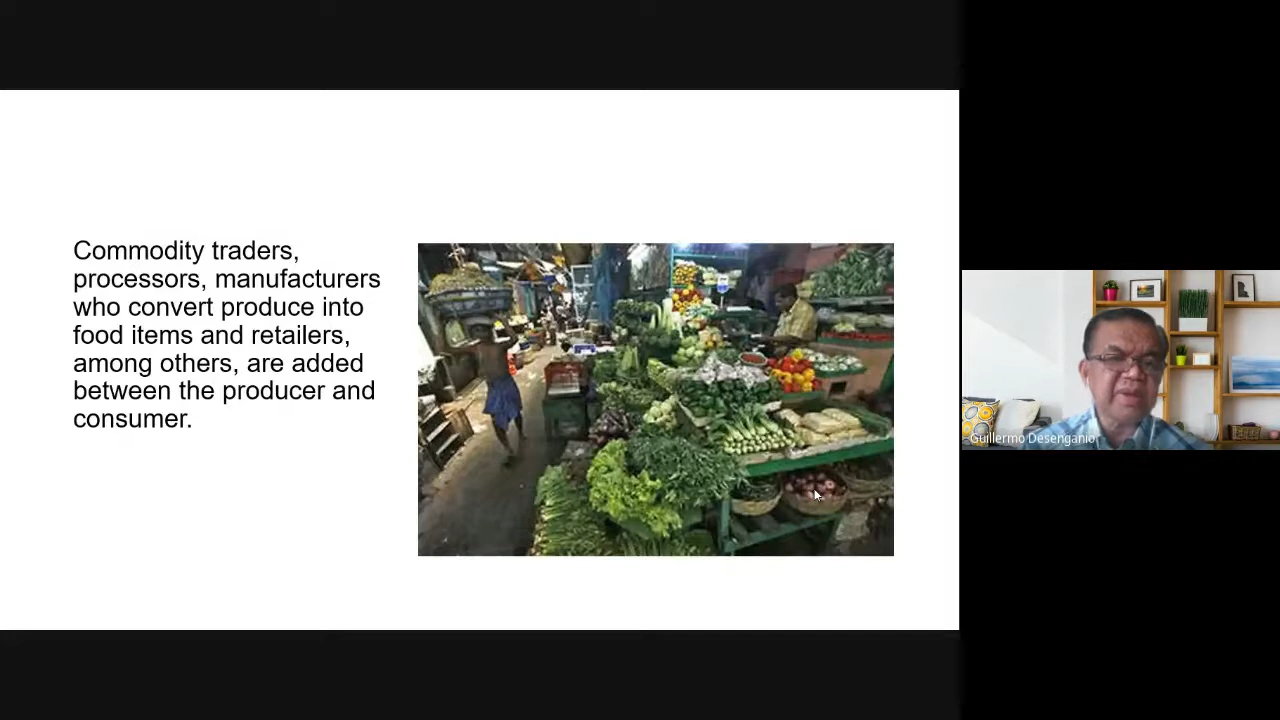 Commodity traders,
processors, manufacturers
who convert produce into
food items and retailers,
among others, are added
between the producer and
consumer.
Guillermo Desenganio